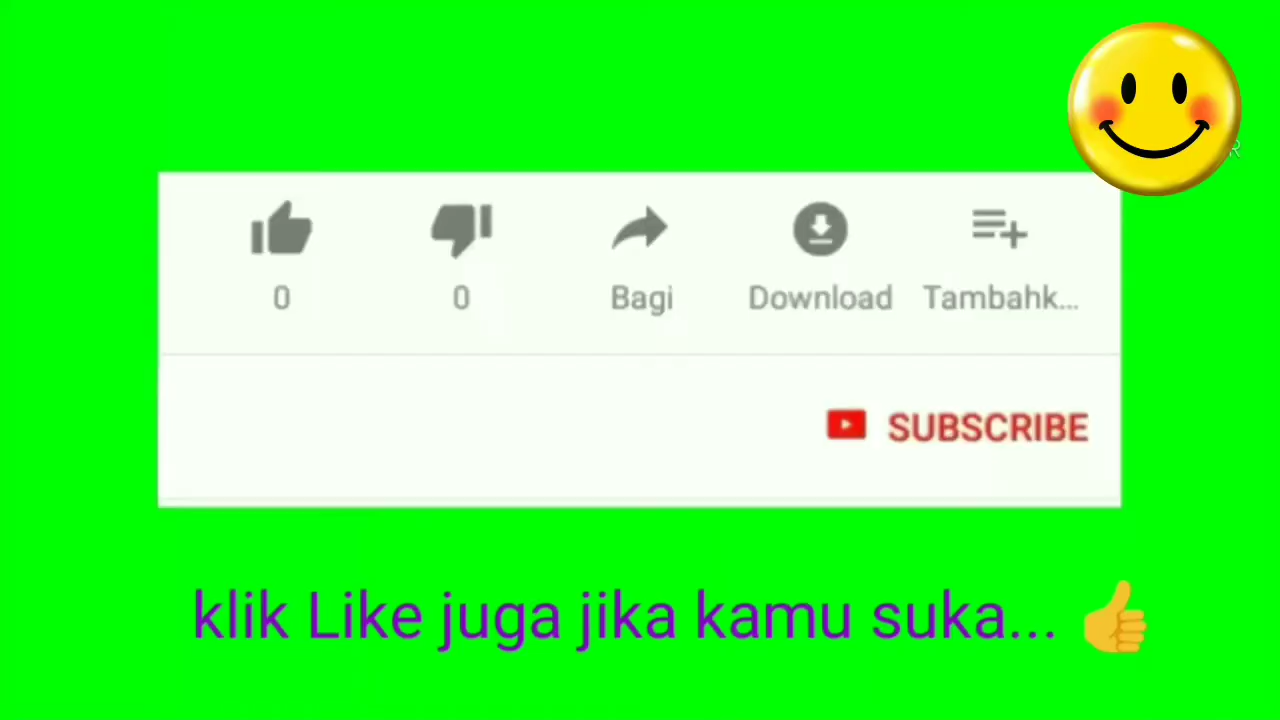 0 0 Bagi Download Tambahk...
SUBSCRIBE
klik Like juga jika kamu suka... 👍